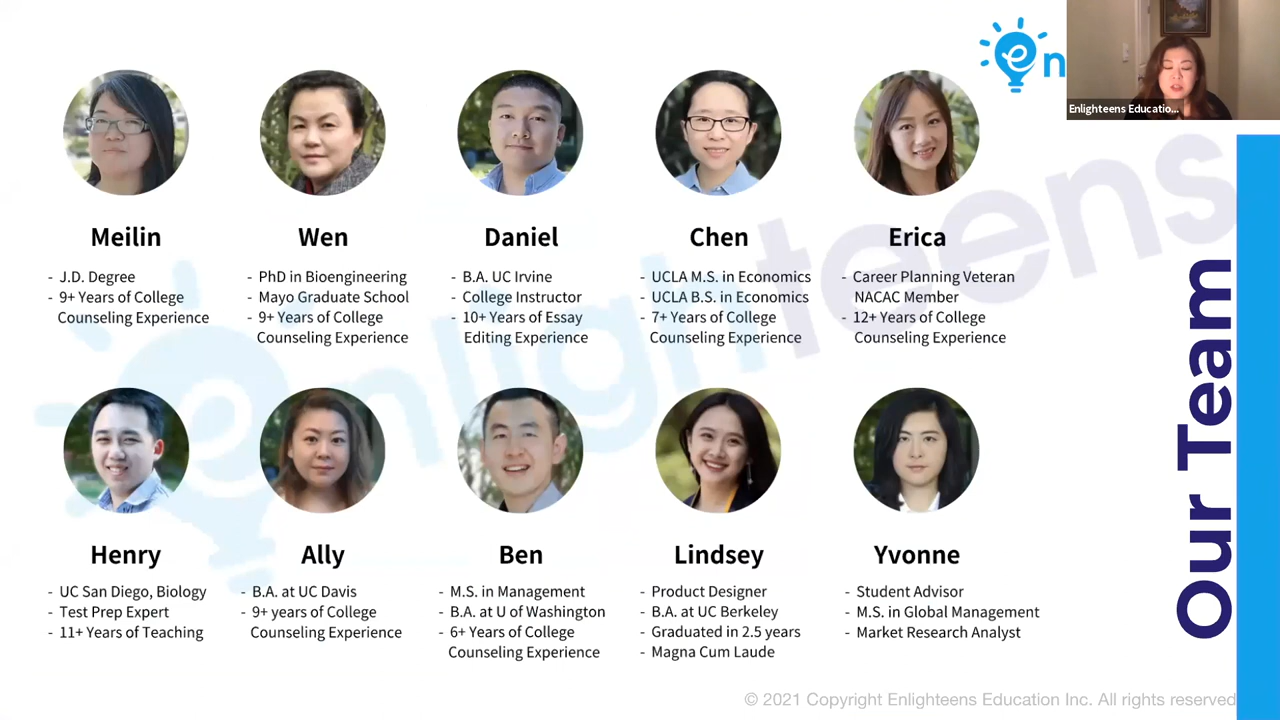 en
Enlighteens Educatio...
enlighteens
Meilin
- J.D. Degree
- 9+ Years of College
Counseling Experience
Wen
- PhD in Bioengineering
- Mayo Graduate School
- 9+ Years of College
Counseling Experience
Daniel
- B.A. UC Irvine
- College Instructor
- 10+ Years of Essay
Editing Experience
Chen
- UCLA M.S. in Economics
- UCLA B.S. in Economics
- 7+ Years of College
Counseling Experience
Erica
- Career Planning Veteran
NACAC Member
- 12+ Years of College
Counseling Experience
Henry
- UC San Diego, Biology
- Test Prep Expert
- 11+ Years of Teaching
Ally
- B.A. at UC Davis
- 9+ years of College
Counseling Experience
Ben
- M.S. in Management
- B.A. at U of Washington
- 6+ Years of College
Counseling Experience
Lindsey
- Product Designer
- B.A. at UC Berkeley
- Graduated in 2.5 years
- Magna Cum Laude
Yvonne
- Student Advisor
- M.S. in Global Management
- Market Research Analyst
Our Team
© 2021 Copyright Enlighteens Education Inc. All rights reserved